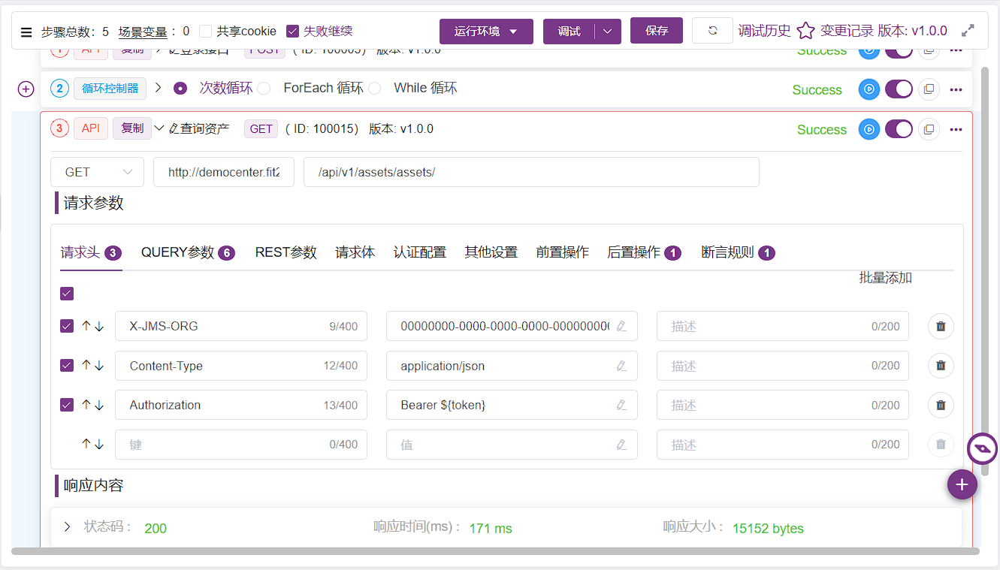 步骤总数: 5 场景变量 : 0 共享cookie 失败继续 运行环境 调试 保存 调试历史 变更记录 版本: v1.0.0
1 API 复制 登录接口 POST ( ID: 100005) 版本: v1.0.0 Success
2 循环控制器 次数循环 ForEach 循环 While 循环 Success
3 API 复制 查询资产 GET ( ID: 100015) 版本: v1.0.0 Success
GET http://democenter.fit2 /api/v1/assets/assets/
请求参数
请求头 3 QUERY参数 6 REST参数 请求体 认证配置 其他设置 前置操作 后置操作 1 断言规则 1
批量添加
X-JMS-ORG 9/400 00000000-0000-0000-0000-000000000 描述 0/200
Content-Type 12/400 application/json 描述 0/200
Authorization 13/400 Bearer ${token} 描述 0/200
键 0/400 值 描述 0/200
响应内容
状态码 : 200 响应时间(ms) : 171 ms 响应大小 : 15152 bytes